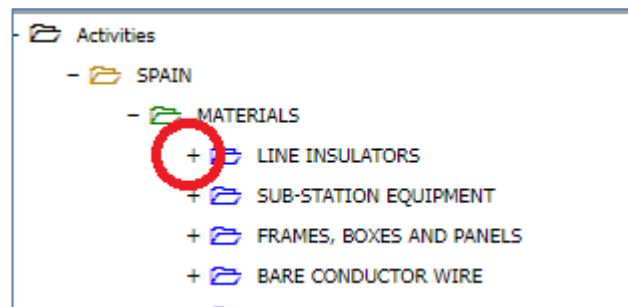 - Activities
- SPAIN
- MATERIALS
+ LINE INSULATORS
+ SUB-STATION EQUIPMENT
+ FRAMES, BOXES AND PANELS
+ BARE CONDUCTOR WIRE